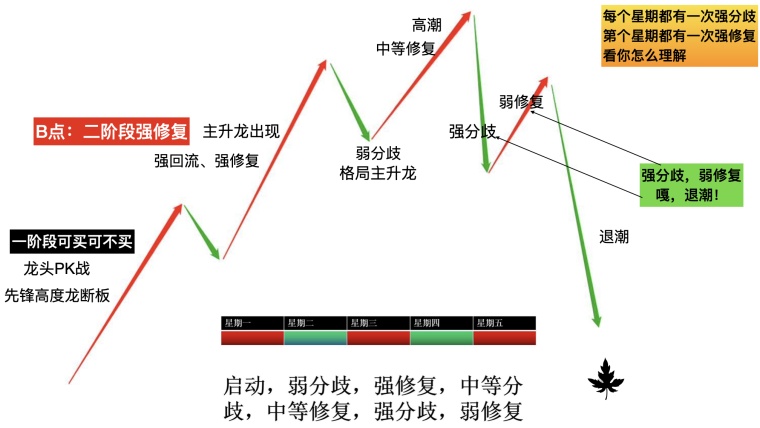 每个星期都有一次强分歧
第个星期都有一次强修复
看你怎么理解
高潮
中等修复
弱修复
B点：二阶段强修复
主升龙出现
强回流、强修复
强分歧
弱分歧
格局主升龙
强分歧，弱修复
嘎，退潮！
一阶段可买可不买
龙头PK战
先锋高度龙断板
退潮
星期一 星期二 星期三 星期四 星期五
启动，弱分歧，强修复，中等分
歧，中等修复，强分歧，弱修复